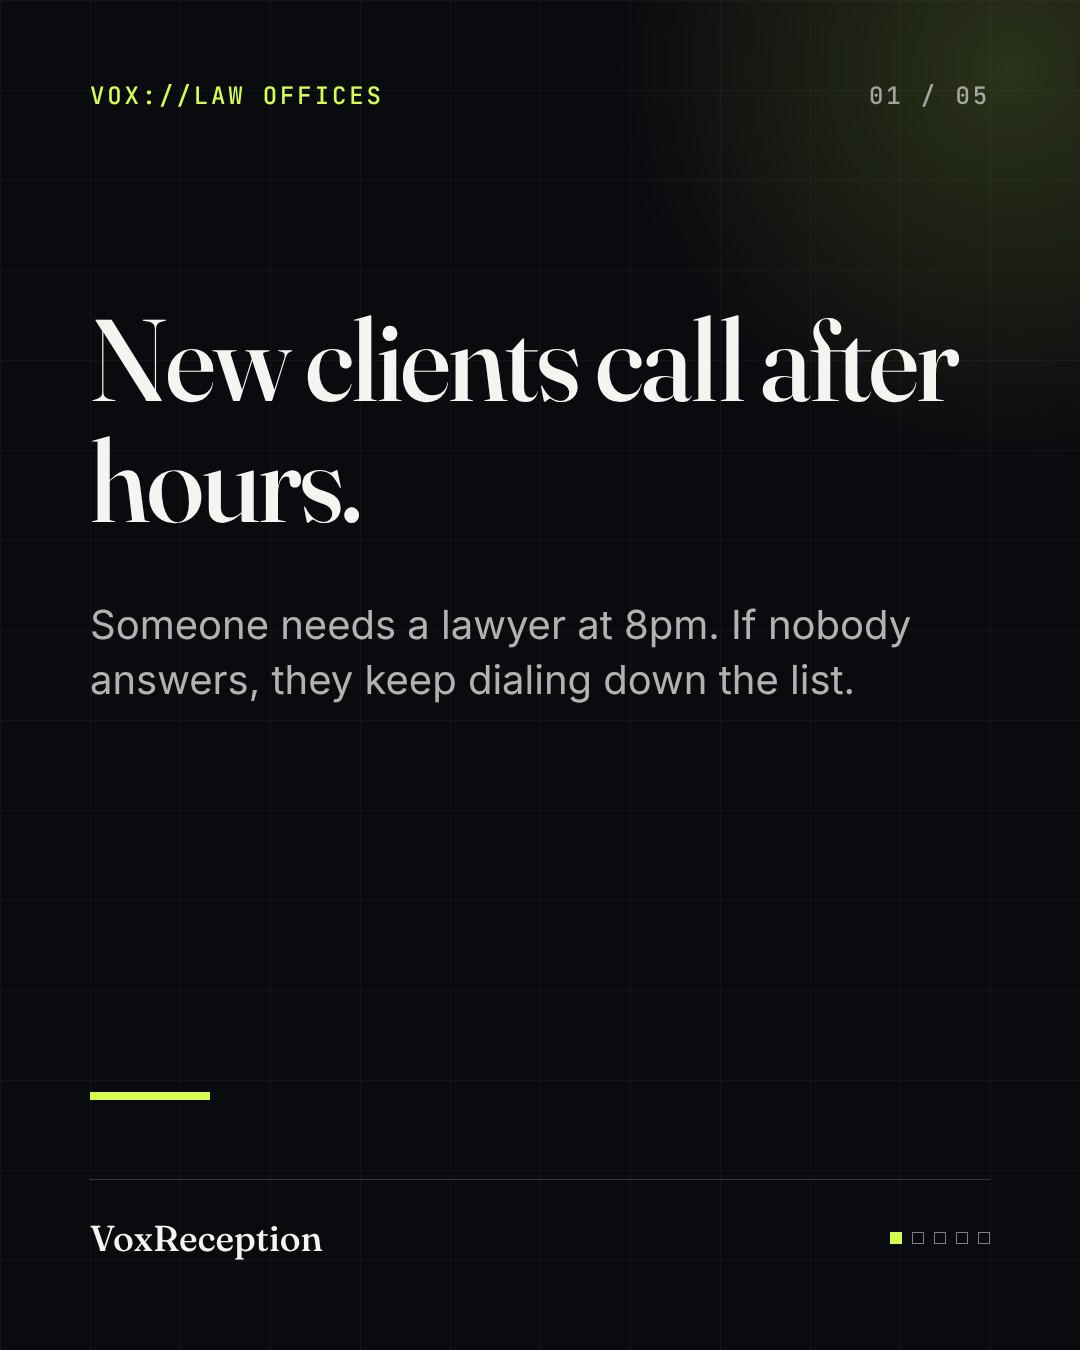 VOX://LAW OFFICES
01 / 05
New clients call after
hours.
Someone needs a lawyer at 8pm. If nobody
answers, they keep dialing down the list.
VoxReception